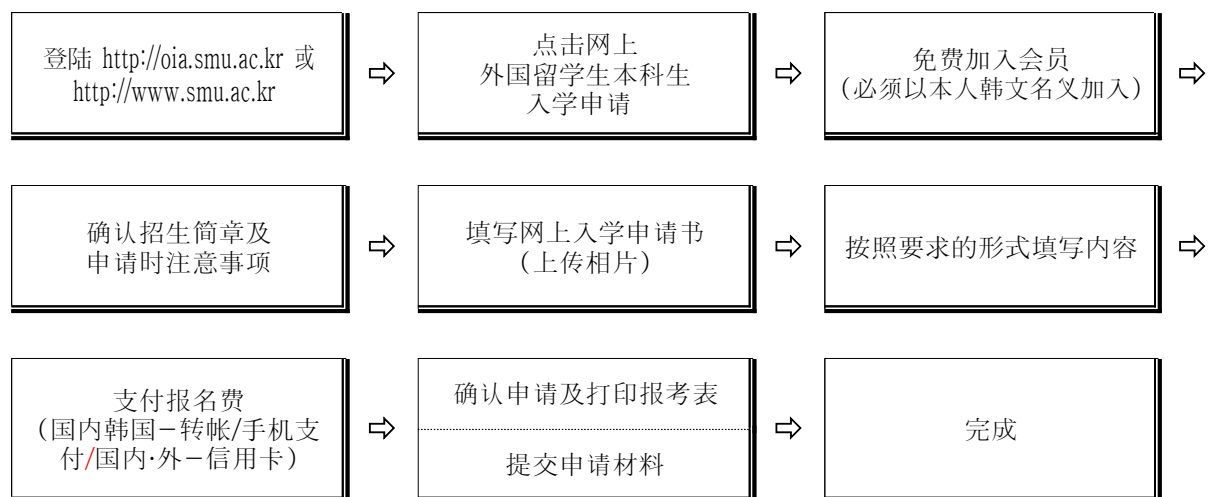 登陆 http://oia.smu.ac.kr 或
http://www.smu.ac.kr
点击网上
外国留学生本科生
入学申请
免费加入会员
(必须以本人韩文名义加入)
确认招生简章及
申请时注意事项
填写网上入学申请书
(上传相片)
按照要求的形式填写内容
支付报名费
(国内韩国-转帐/手机支
付/国内·外-信用卡)
确认申请及打印报考表
提交申请材料
完成